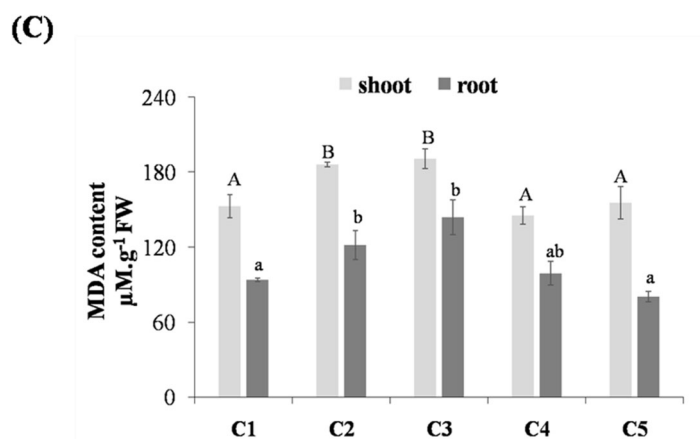 (C)
shoot root
240
180
120
60
0
MDA content
µM.g⁻¹ FW
A
a
B
b
B
b
A
ab
A
a
C1 C2 C3 C4 C5